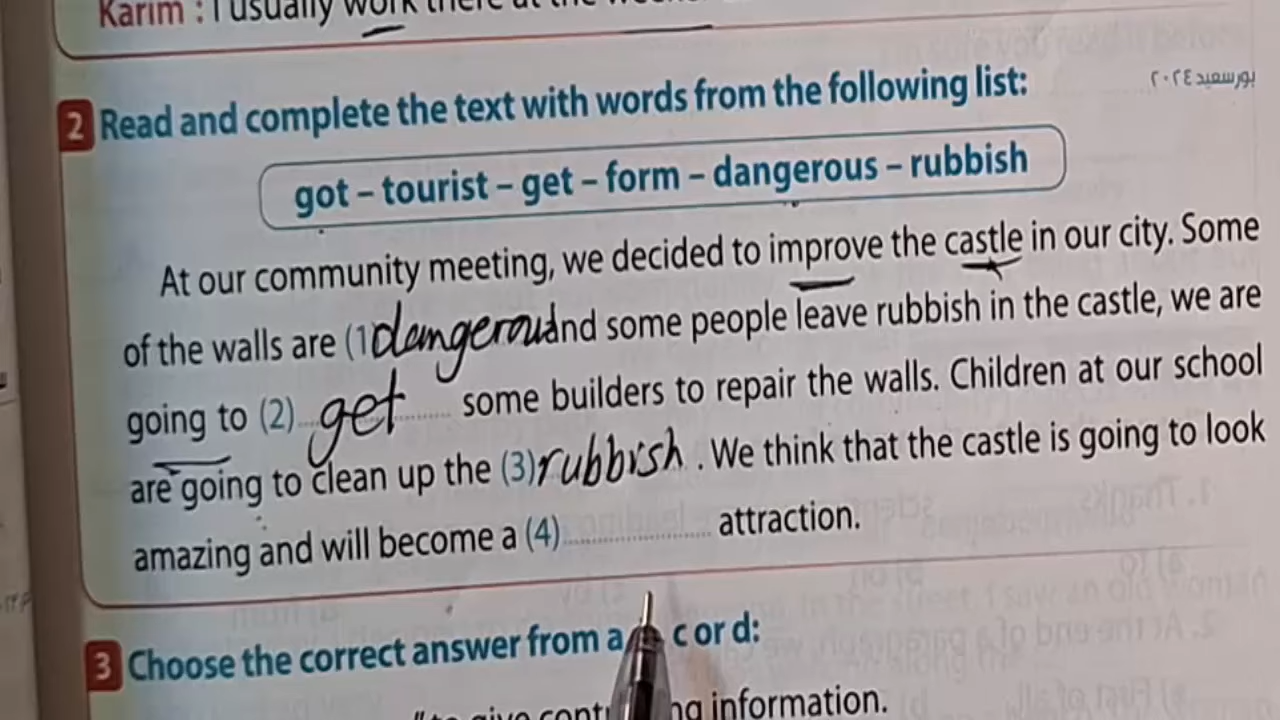 Karim : I usually work there at the
2 Read and complete the text with words from the following list:
بورسعيد ٢٠٢٤
got – tourist – get – form – dangerous – rubbish
At our community meeting, we decided to improve the castle in our city. Some
of the walls are (1) dangerous and some people leave rubbish in the castle, we are
going to (2) get some builders to repair the walls. Children at our school
are going to clean up the (3) rubbish. We think that the castle is going to look
amazing and will become a (4) attraction.
3 Choose the correct answer from a c or d:
" to give information.